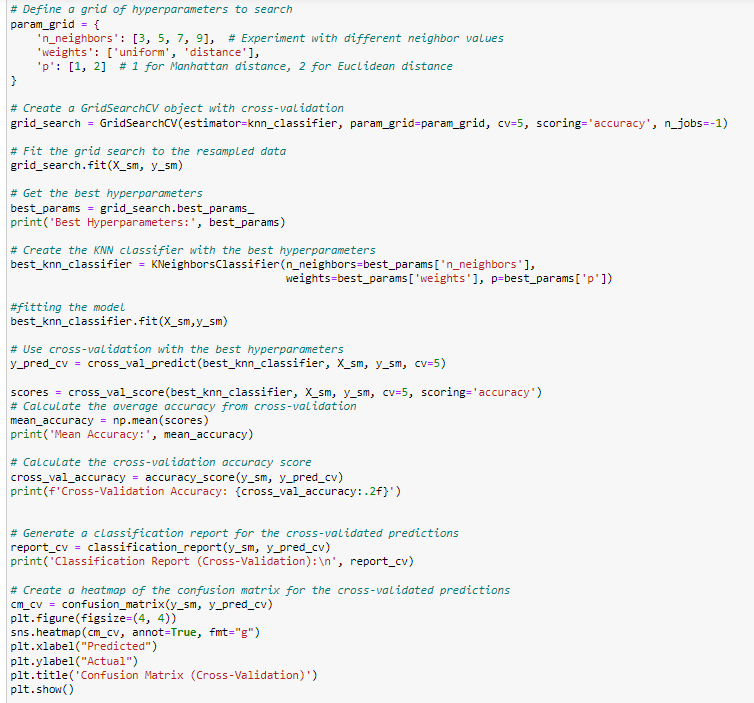 # Define a grid of hyperparameters to search
param_grid = {
    'n_neighbors': [3, 5, 7, 9],  # Experiment with different neighbor values
    'weights': ['uniform', 'distance'],
    'p': [1, 2]  # 1 for Manhattan distance, 2 for Euclidean distance
}
# Create a GridSearchCV object with cross-validation
grid_search = GridSearchCV(estimator=knn_classifier, param_grid=param_grid, cv=5, scoring='accuracy', n_jobs=-1)
# Fit the grid search to the resampled data
grid_search.fit(X_sm, y_sm)
# Get the best hyperparameters
best_params = grid_search.best_params_
print('Best Hyperparameters:', best_params)
# Create the KNN classifier with the best hyperparameters
best_knn_classifier = KNeighborsClassifier(n_neighbors=best_params['n_neighbors'],
                                           weights=best_params['weights'], p=best_params['p'])
#fitting the model
best_knn_classifier.fit(X_sm,y_sm)
# Use cross-validation with the best hyperparameters
y_pred_cv = cross_val_predict(best_knn_classifier, X_sm, y_sm, cv=5)
scores = cross_val_score(best_knn_classifier, X_sm, y_sm, cv=5, scoring='accuracy')
# Calculate the average accuracy from cross-validation
mean_accuracy = np.mean(scores)
print('Mean Accuracy:', mean_accuracy)
# Calculate the cross-validation accuracy score
cross_val_accuracy = accuracy_score(y_sm, y_pred_cv)
print(f'Cross-Validation Accuracy: {cross_val_accuracy:.2f}')
# Generate a classification report for the cross-validated predictions
report_cv = classification_report(y_sm, y_pred_cv)
print('Classification Report (Cross-Validation):\n', report_cv)
# Create a heatmap of the confusion matrix for the cross-validated predictions
cm_cv = confusion_matrix(y_sm, y_pred_cv)
plt.figure(figsize=(4, 4))
sns.heatmap(cm_cv, annot=True, fmt="g")
plt.xlabel("Predicted")
plt.ylabel("Actual")
plt.title('Confusion Matrix (Cross-Validation)')
plt.show()